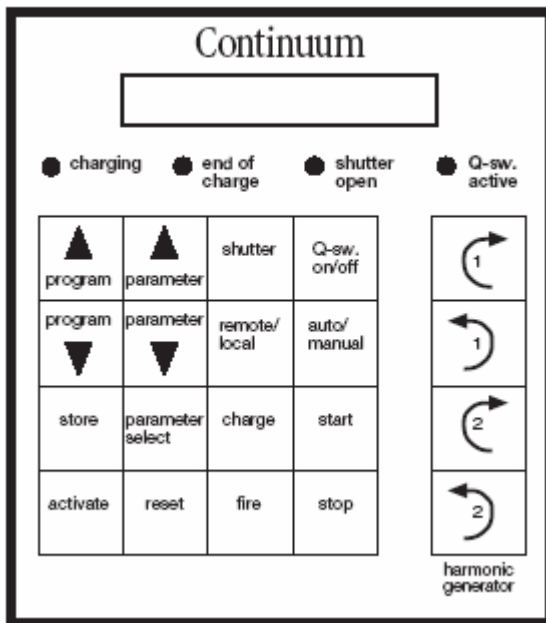 Continuum
charging
end of
charge
shutter
open
Q-sw.
active
program
parameter
shutter
Q-sw.
on/off
1
program
parameter
remote/
local
auto/
manual
1
store
parameter
select
charge
start
2
activate
reset
fire
stop
2
harmonic
generator